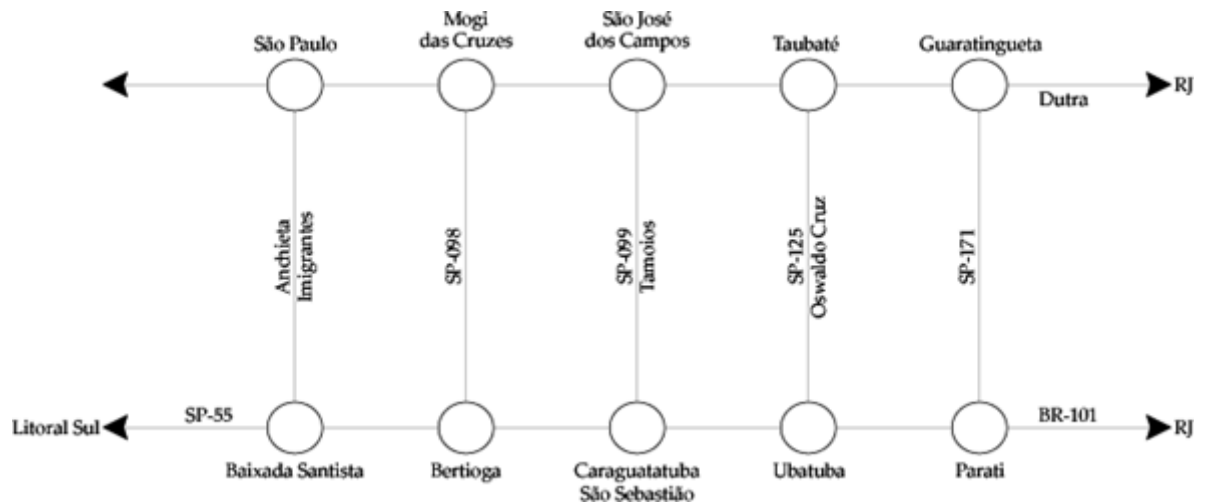 São Paulo
Mogi
das Cruzes
São José
dos Campos
Taubaté
Guaratingueta
RJ
Dutra
Anchieta
Imigrantes
SP-098
SP-099
Tamoios
SP-125
Oswaldo Cruz
SP-171
Litoral Sul
SP-55
BR-101
RJ
Baixada Santista
Bertioga
Caraguatatuba
São Sebastião
Ubatuba
Parati